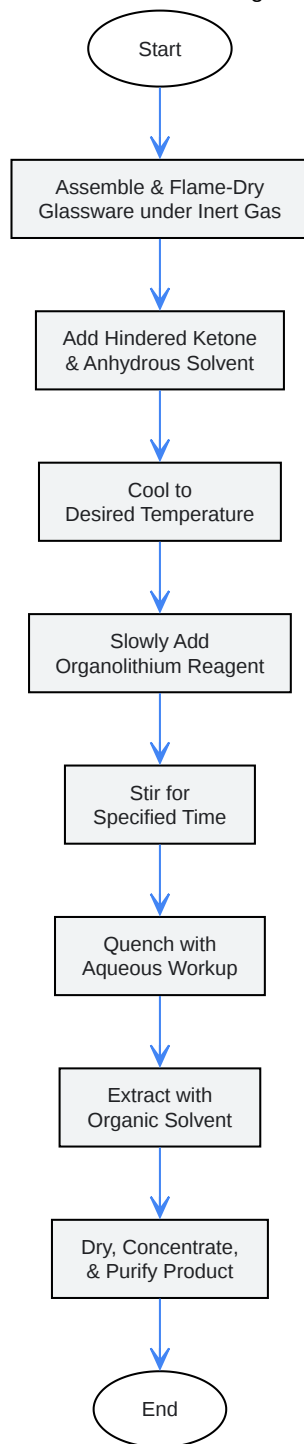 Start
Assemble & Flame-Dry
Glassware under Inert Gas
Add Hindered Ketone
& Anhydrous Solvent
Cool to
Desired Temperature
Slowly Add
Organolithium Reagent
Stir for
Specified Time
Quench with
Aqueous Workup
Extract with
Organic Solvent
Dry, Concentrate,
& Purify Product
End